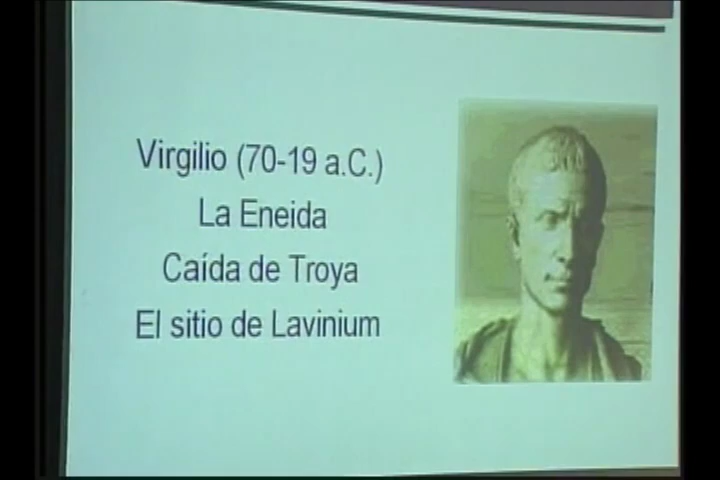 Virgilio (70-19 a.C.)
La Eneida
Caída de Troya
El sitio de Lavinium